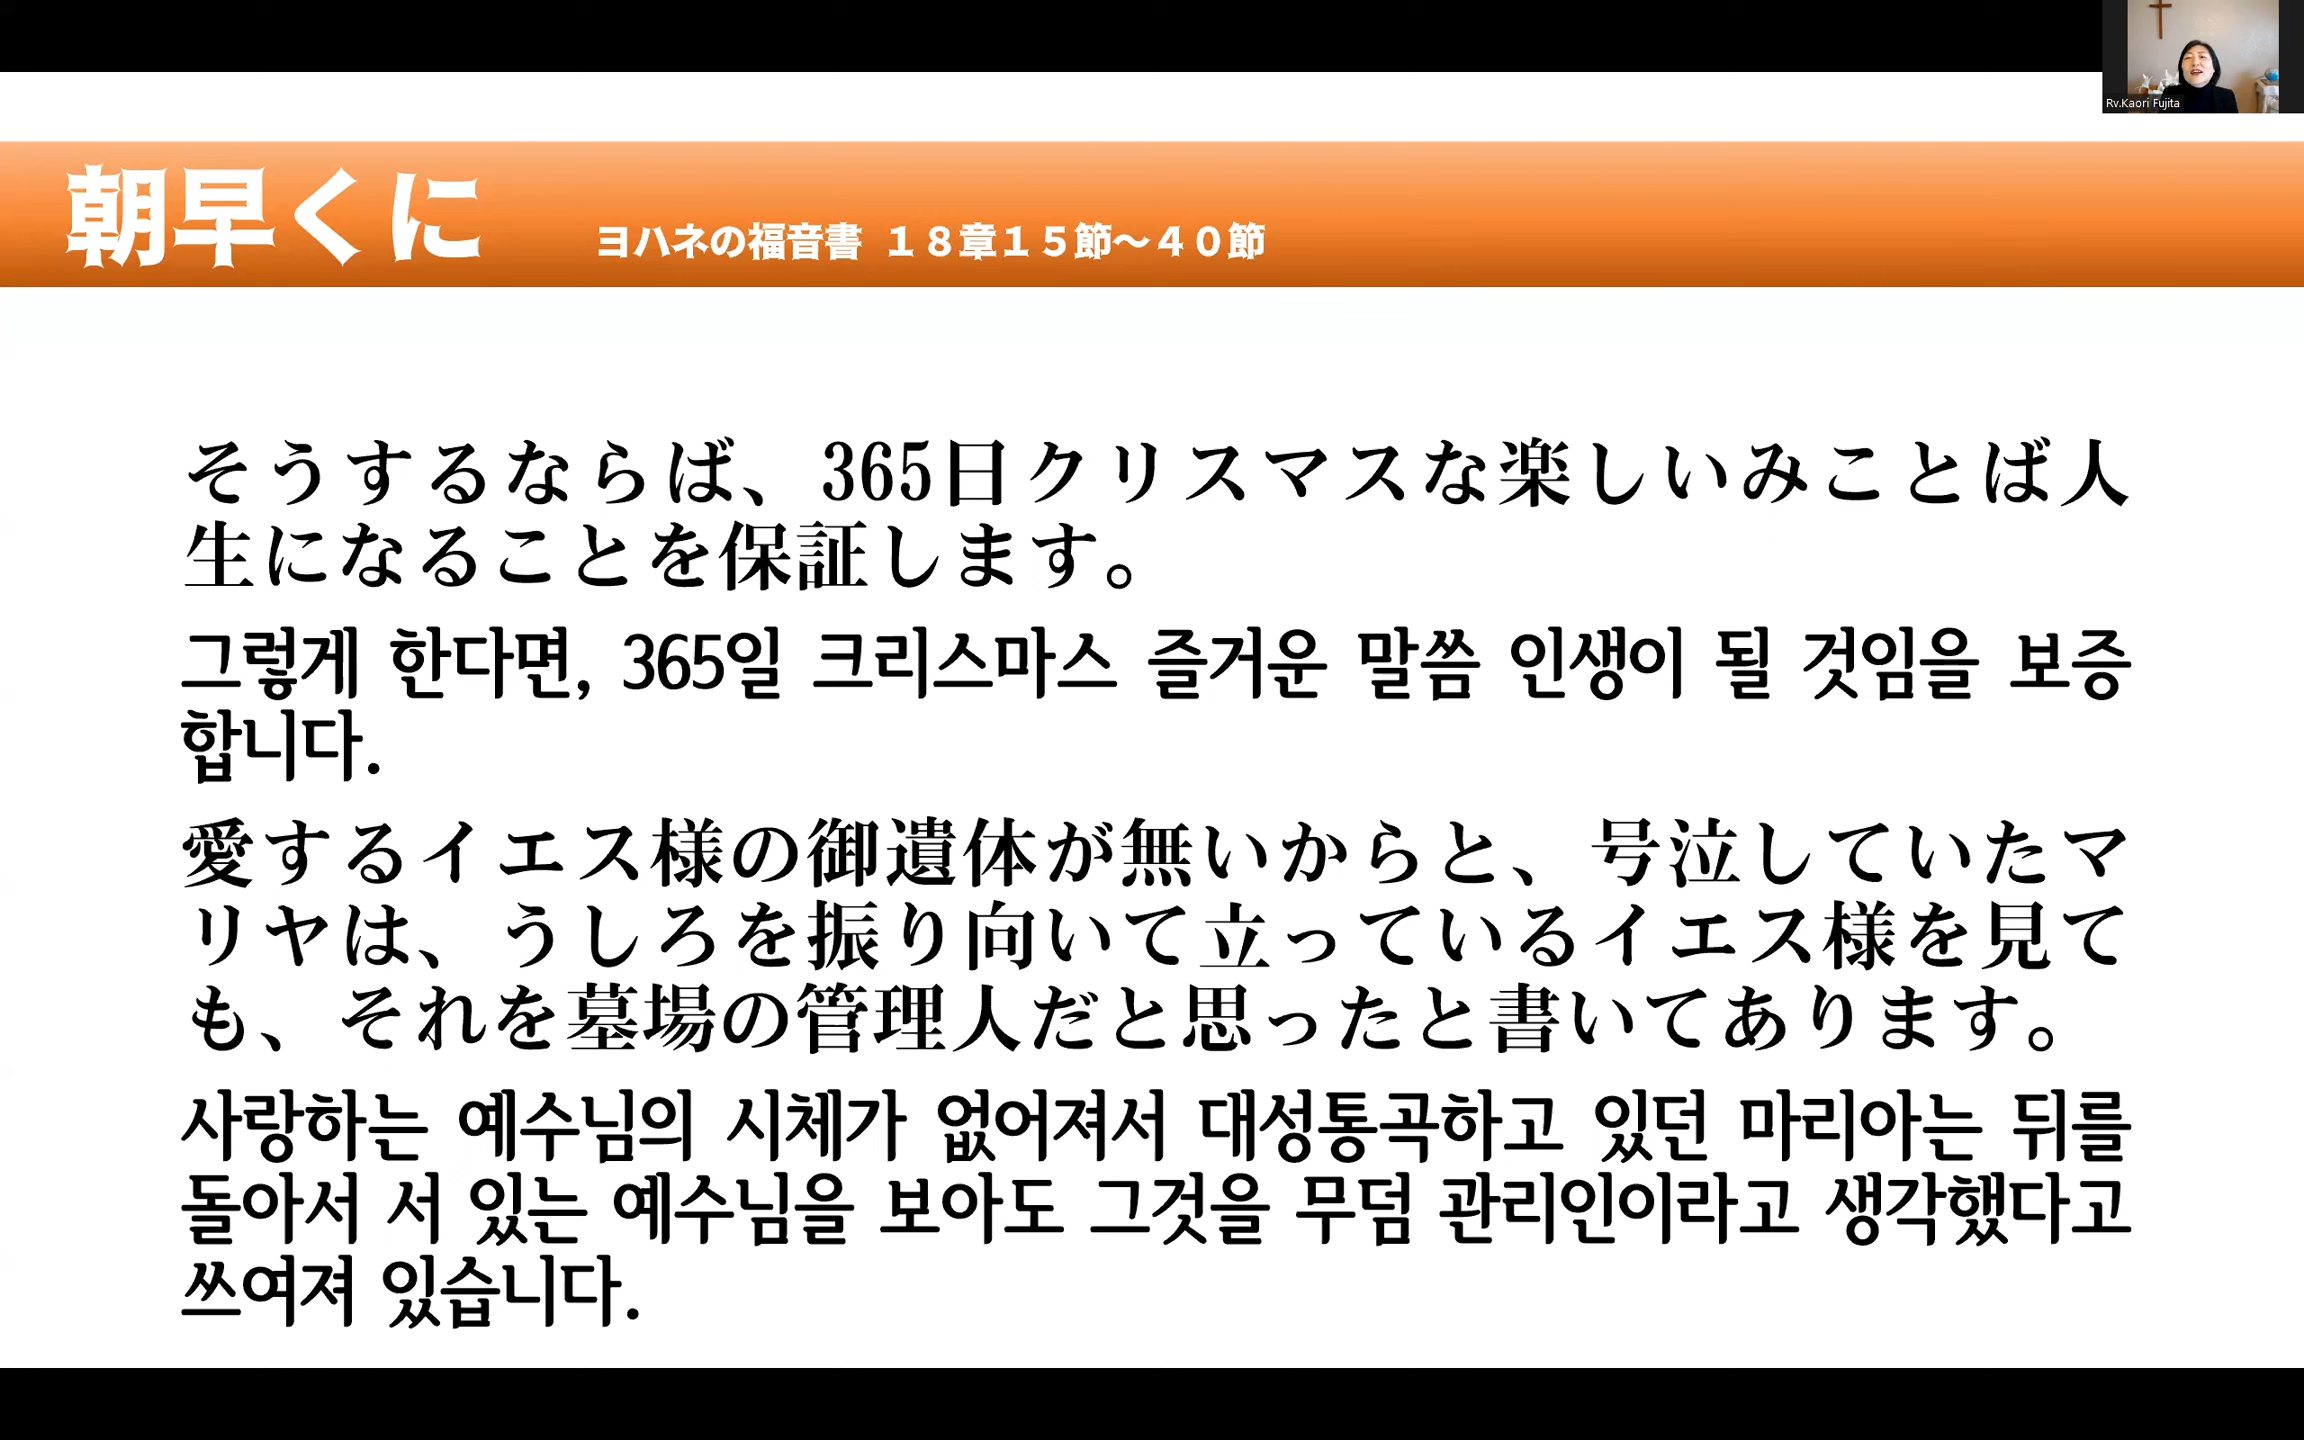 Rv.Kaori Fujita
朝早くに
ヨハネの福音書 １８章１５節～４０節
そうするならば、365日クリスマスな楽しいみことば人
生になることを保証します。
그렇게 한다면, 365일 크리스마스 즐거운 말씀 인생이 될 것임을 보증
합니다.
愛するイエス様の御遺体が無いからと、号泣していたマ
リヤは、うしろを振り向いて立っているイエス様を見て
も、それを墓場の管理人だと思ったと書いてあります。
사랑하는 예수님의 시체가 없어져서 대성통곡하고 있던 마리아는 뒤를
돌아서 서 있는 예수님을 보아도 그것을 무덤 관리인이라고 생각했다고
쓰여져 있습니다.